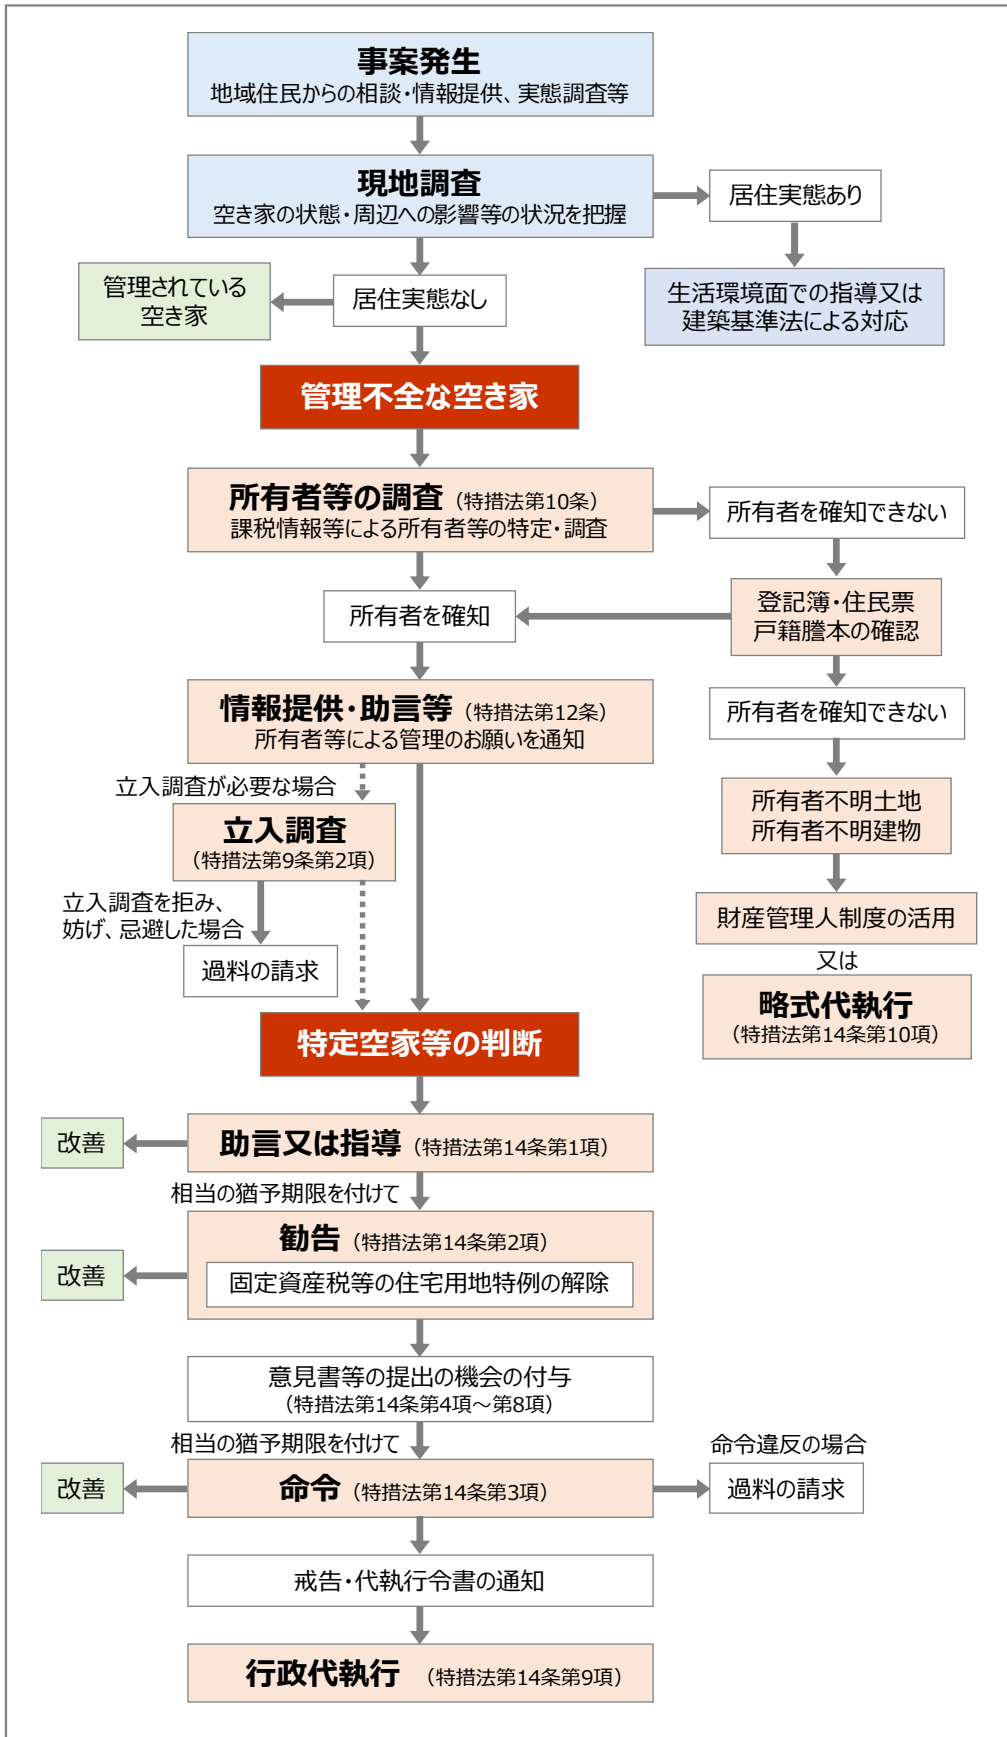 事案発生
地域住民からの相談・情報提供、実態調査等
現地調査
空き家の状態・周辺への影響等の状況を把握
居住実態あり
生活環境面での指導又は
建築基準法による対応
管理されている
空き家
居住実態なし
管理不全な空き家
所有者等の調査（特措法第10条）
課税情報等による所有者等の特定・調査
所有者を確知できない
登記簿・住民票
戸籍謄本の確認
所有者を確知
所有者を確知できない
情報提供・助言等（特措法第12条）
所有者等による管理のお願いを通知
所有者不明土地
所有者不明建物
立入調査が必要な場合
立入調査
（特措法第9条第2項）
立入調査を拒み、
妨げ、忌避した場合
過料の請求
財産管理人制度の活用
又は
略式代執行
（特措法第14条第10項）
特定空家等の判断
助言又は指導（特措法第14条第1項）
改善
相当の猶予期限を付けて
勧告（特措法第14条第2項）
固定資産税等の住宅用地特例の解除
改善
意見書等の提出の機会の付与
（特措法第14条第4項～第8項）
相当の猶予期限を付けて
命令違反の場合
改善
命令（特措法第14条第3項）
過料の請求
戒告・代執行令書の通知
行政代執行（特措法第14条第9項）